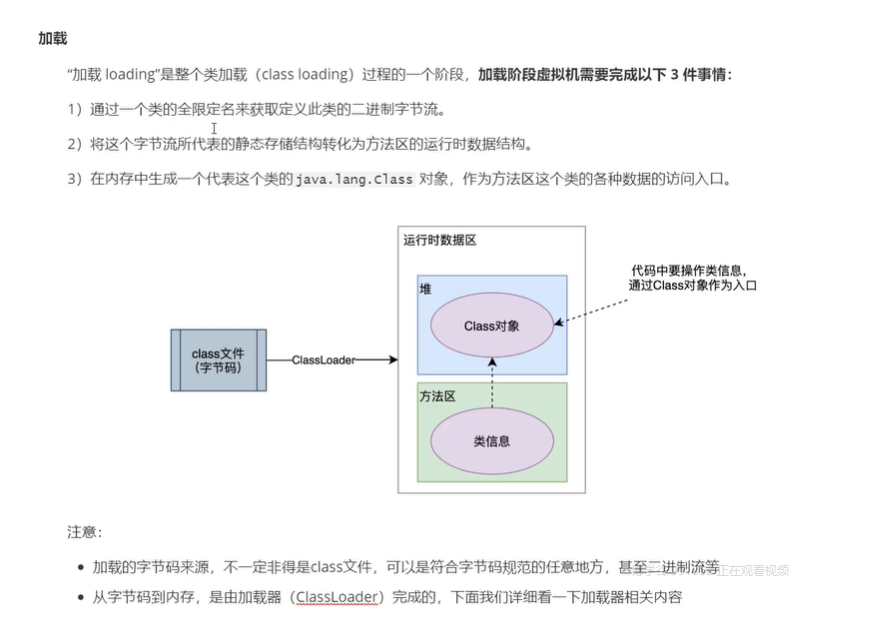 加载
“加载 loading”是整个类加载（class loading）过程的一个阶段，加载阶段虚拟机需要完成以下 3 件事情：
1）通过一个类的全限定名来获取定义此类的二进制字节流。
2）将这个字节流所代表的静态存储结构转化为方法区的运行时数据结构。
3）在内存中生成一个代表这个类的 java.lang.Class 对象，作为方法区这个类的各种数据的访问入口。
运行时数据区
代码中要操作类信息，
通过Class对象作为入口
堆
Class对象
class文件
（字节码）
ClassLoader
方法区
类信息
注意：
加载的字节码来源，不一定非得是class文件，可以是符合字节码规范的任意地方，甚至二进制流等
正在观看视频
从字节码到内存，是由加载器（ClassLoader）完成的，下面我们详细看一下加载器相关内容